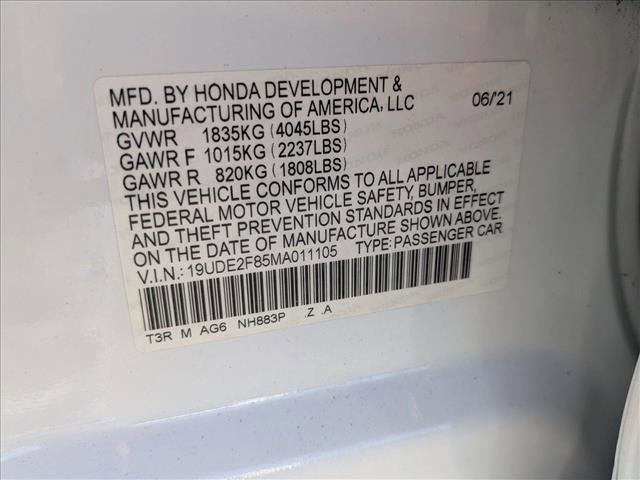 MFD. BY HONDA DEVELOPMENT &
MANUFACTURING OF AMERICA, LLC 06/'21
GVWR 1835KG (4045LBS)
GAWR F 1015KG (2237LBS)
GAWR R 820KG (1808LBS)
THIS VEHICLE CONFORMS TO ALL APPLICABLE
FEDERAL MOTOR VEHICLE SAFETY, BUMPER,
AND THEFT PREVENTION STANDARDS IN EFFECT
ON THE DATE OF MANUFACTURE SHOWN ABOVE.
V.I.N.: 19UDE2F85MA011105 TYPE: PASSENGER CAR
T3R M AG6 NH883P .Z .A